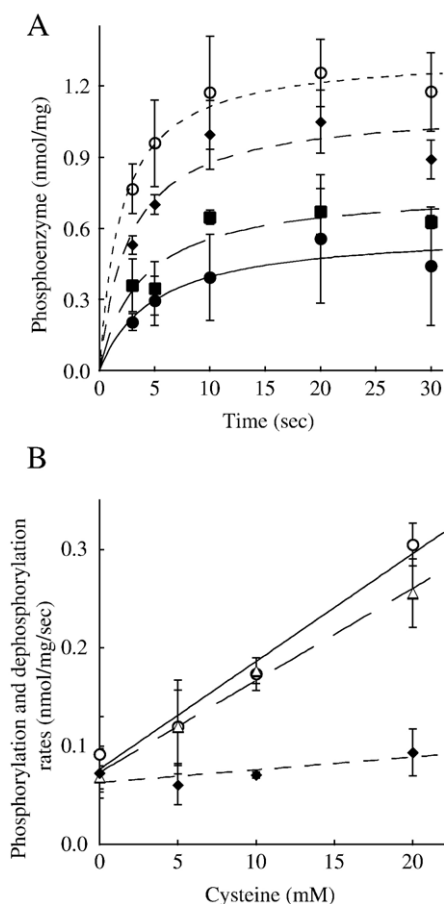 A
Phosphoenzyme (nmol/mg)
1.2
0.9
0.6
0.3
0.0
0
5
10
15
20
25
30
Time (sec)
B
Phosphorylation and dephosphorylation
rates (nmol/mg/sec)
0.3
0.2
0.1
0.0
0
5
10
20
Cysteine (mM)